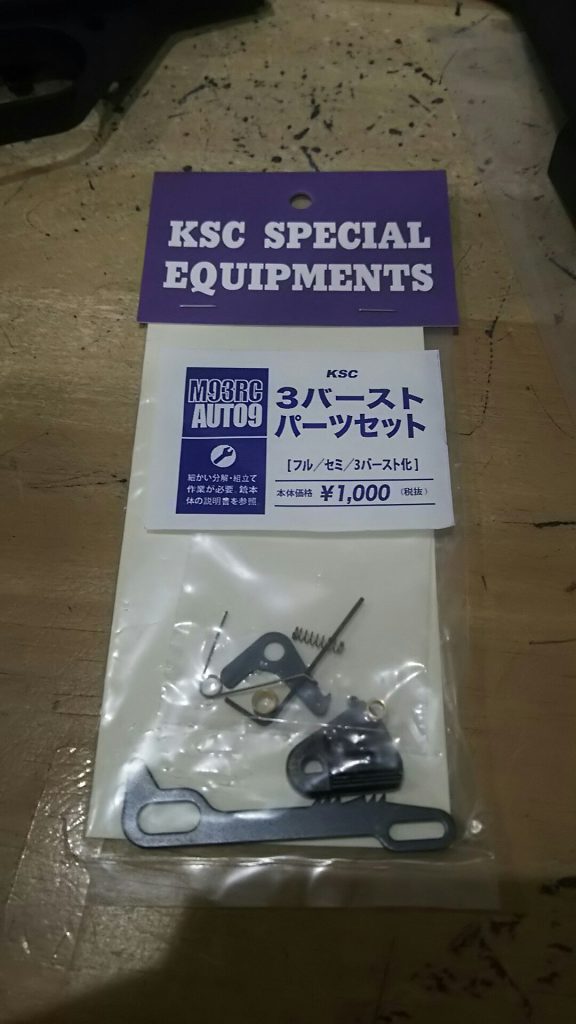 KSC SPECIAL
EQUIPMENTS
KSC
M93RC
AUTO9
3バースト
パーツセット
[フル／セミ／3バースト化]
本体価格 ¥1,000 (税抜)
細かい分解・組立て
作業が必要。銃本
体の説明書を参照。